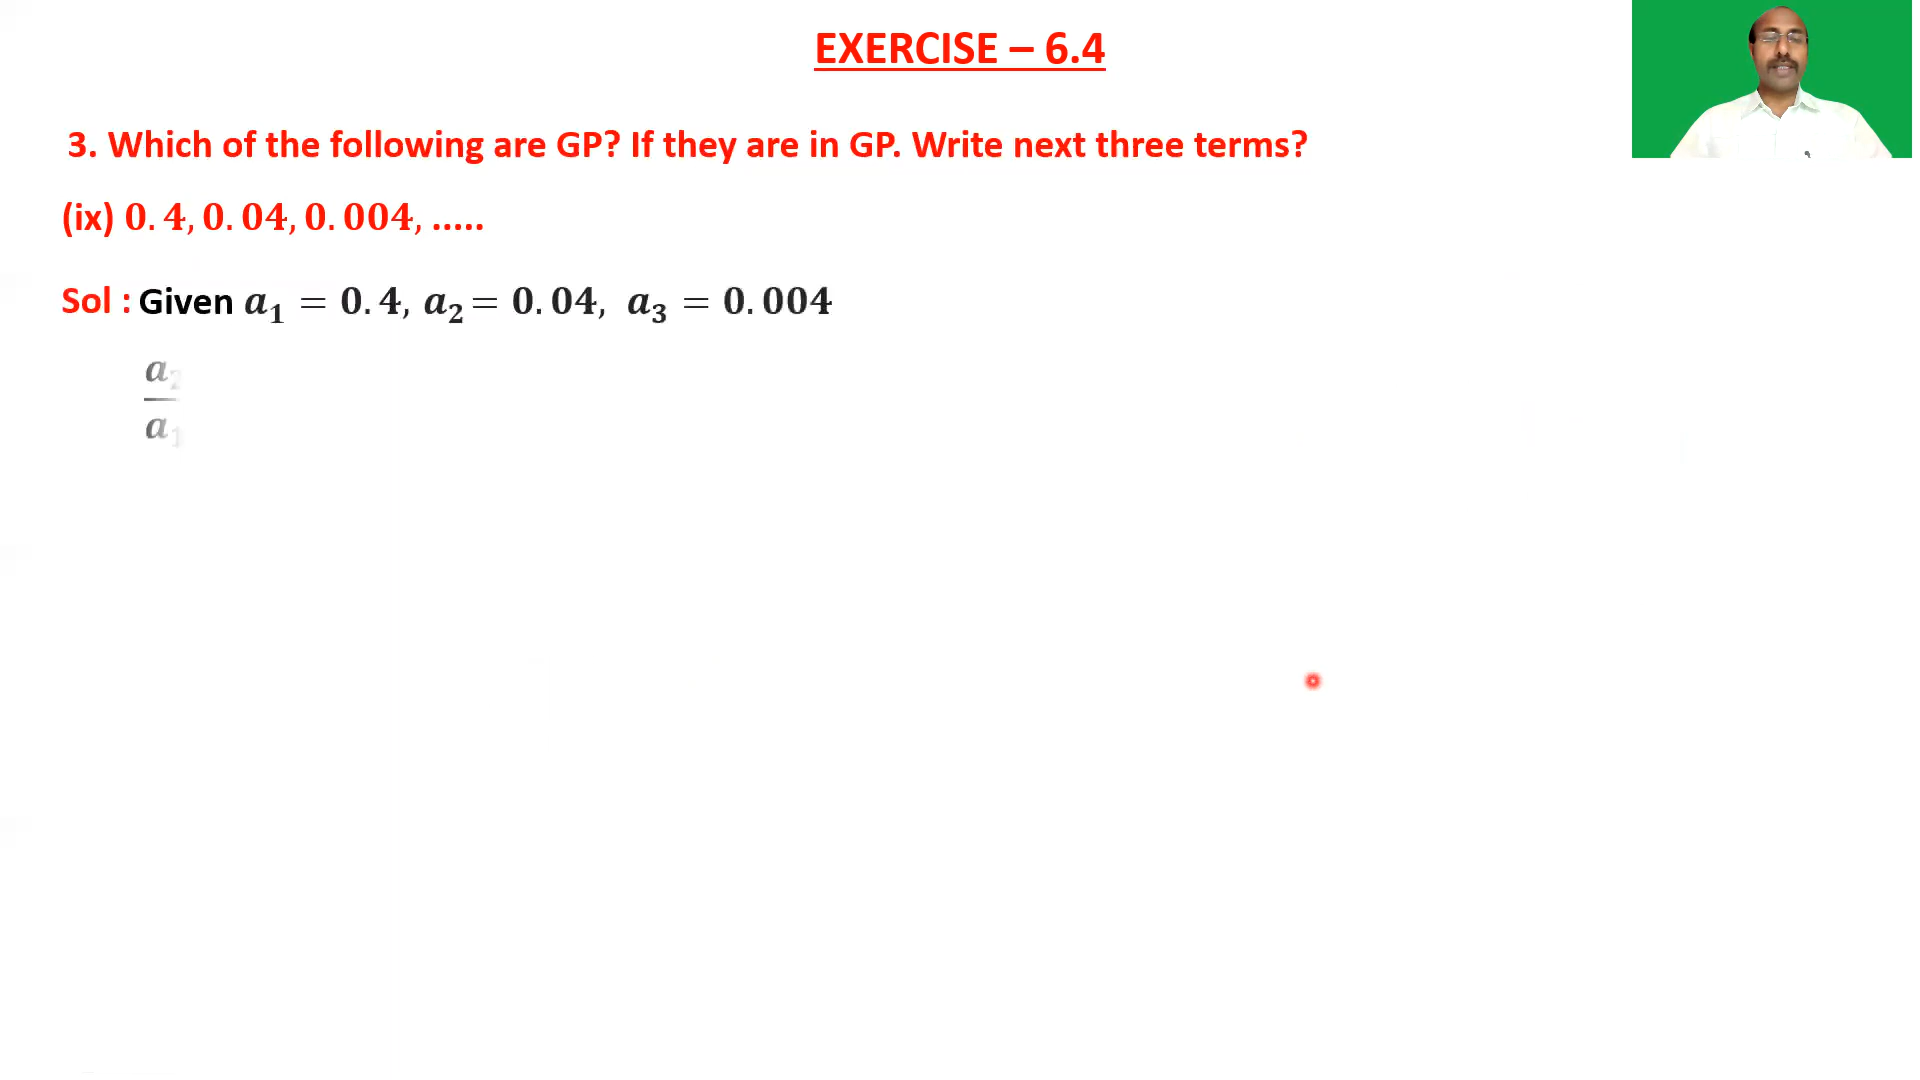 EXERCISE – 6.4
3. Which of the following are GP? If they are in GP. Write next three terms?
(ix) 0.4, 0.04, 0.004, .....
Sol : Given a₁ = 0.4, a₂ = 0.04, a₃ = 0.004
a₂
a₁